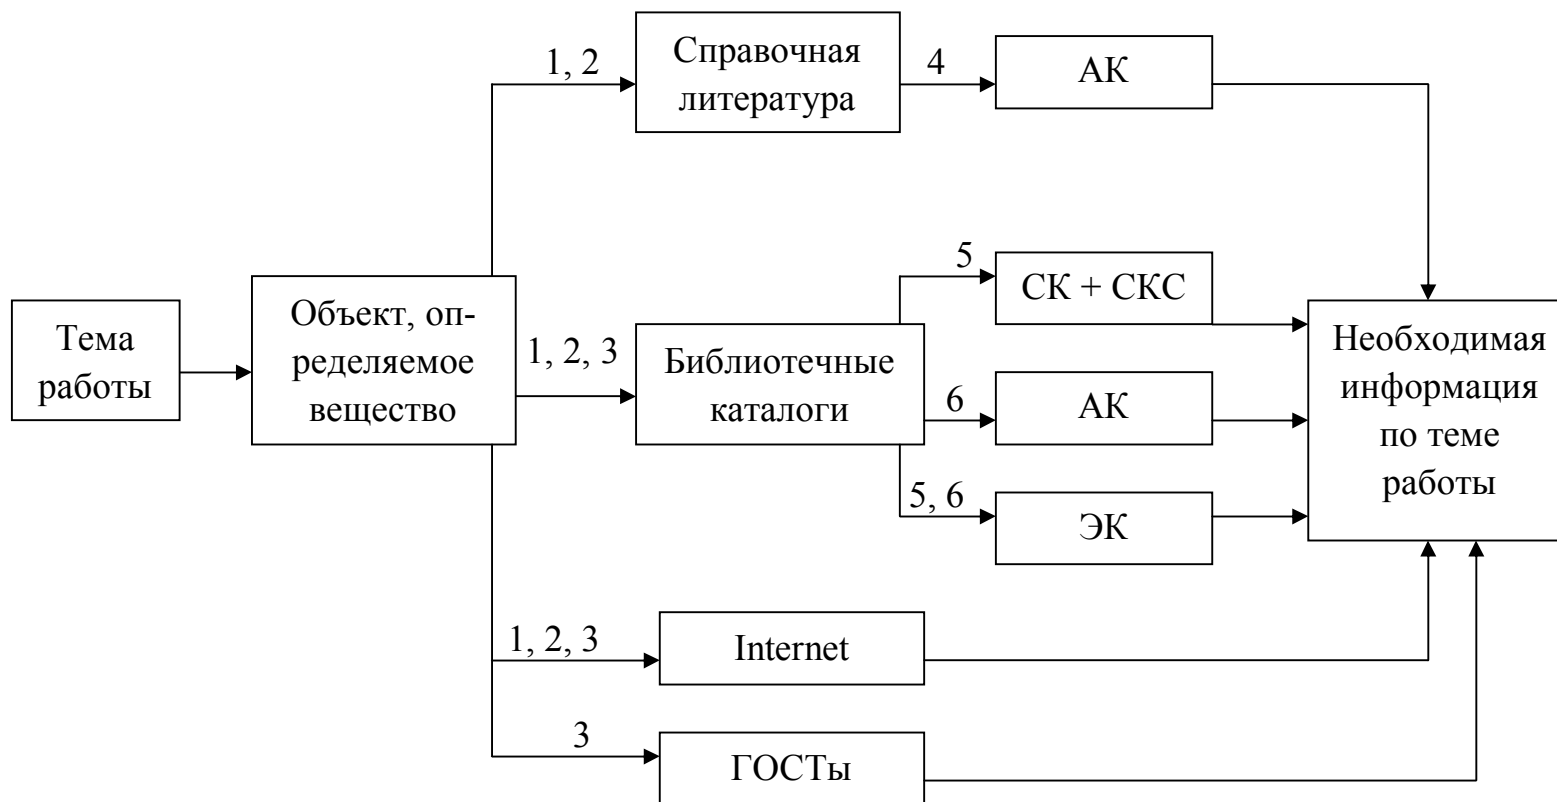 1, 2
Справочная
литература
4
АК
Тема
работы
Объект, оп-
ределяемое
вещество
1, 2, 3
Библиотечные
каталоги
5
СК + СКС
6
АК
5, 6
ЭК
Необходимая
информация
по теме
работы
1, 2, 3
Internet
3
ГОСТы